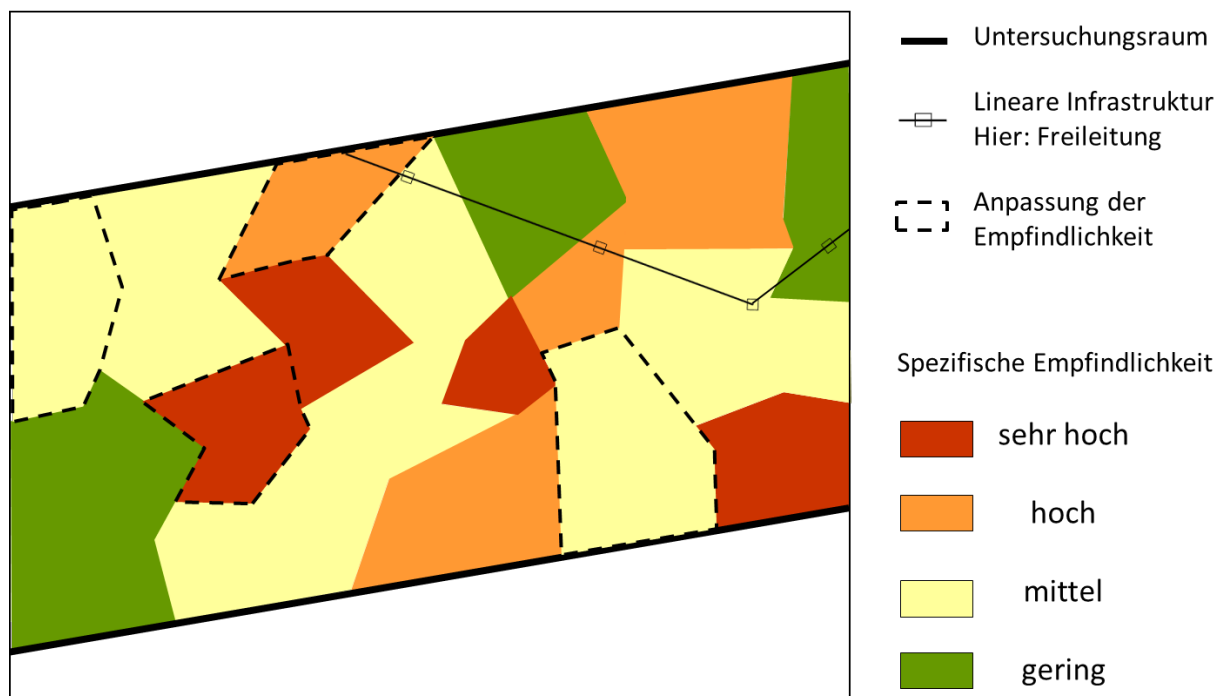 Untersuchungsraum
Lineare Infrastruktur
Hier: Freileitung
Anpassung der
Empfindlichkeit
Spezifische Empfindlichkeit
sehr hoch
hoch
mittel
gering